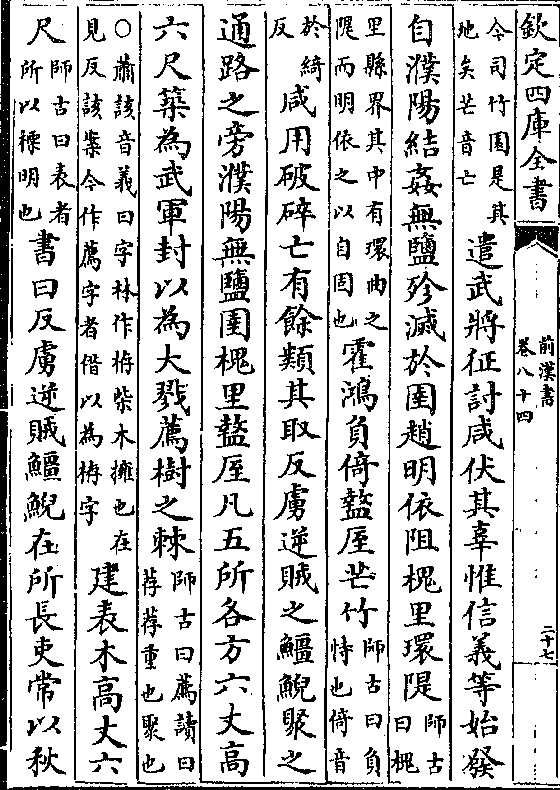 欽定四庫全書
前漢書
卷八十四
二十七
今司竹園是其
地矣芒音亡
遣武將征討咸伏其辜惟信義等始發
自濮陽結姦無鹽殄滅於圉趙明依阻槐里環隄
師古
曰槐
里縣界其中有環曲之
隄而明依之以自固也
霍鴻負倚盩厔芒竹
師古曰負
恃也倚音
於綺
反
咸用破碎亡有餘類其取反虜逆賊之鱷鯢聚之
通路之旁濮陽無鹽圉槐里盩厔凡五所各方六丈高
六尺築為武軍封以為大戮薦樹之棘
師古曰薦讀曰
荐荐重也聚也
○蕭該音義曰字林作栫柴木擁也在
見反該案今作薦字者借以為栫字
建表木高丈六
尺
師古曰表者
所以標明也
書曰反虜逆賊鱷鯢在所長吏常以秋